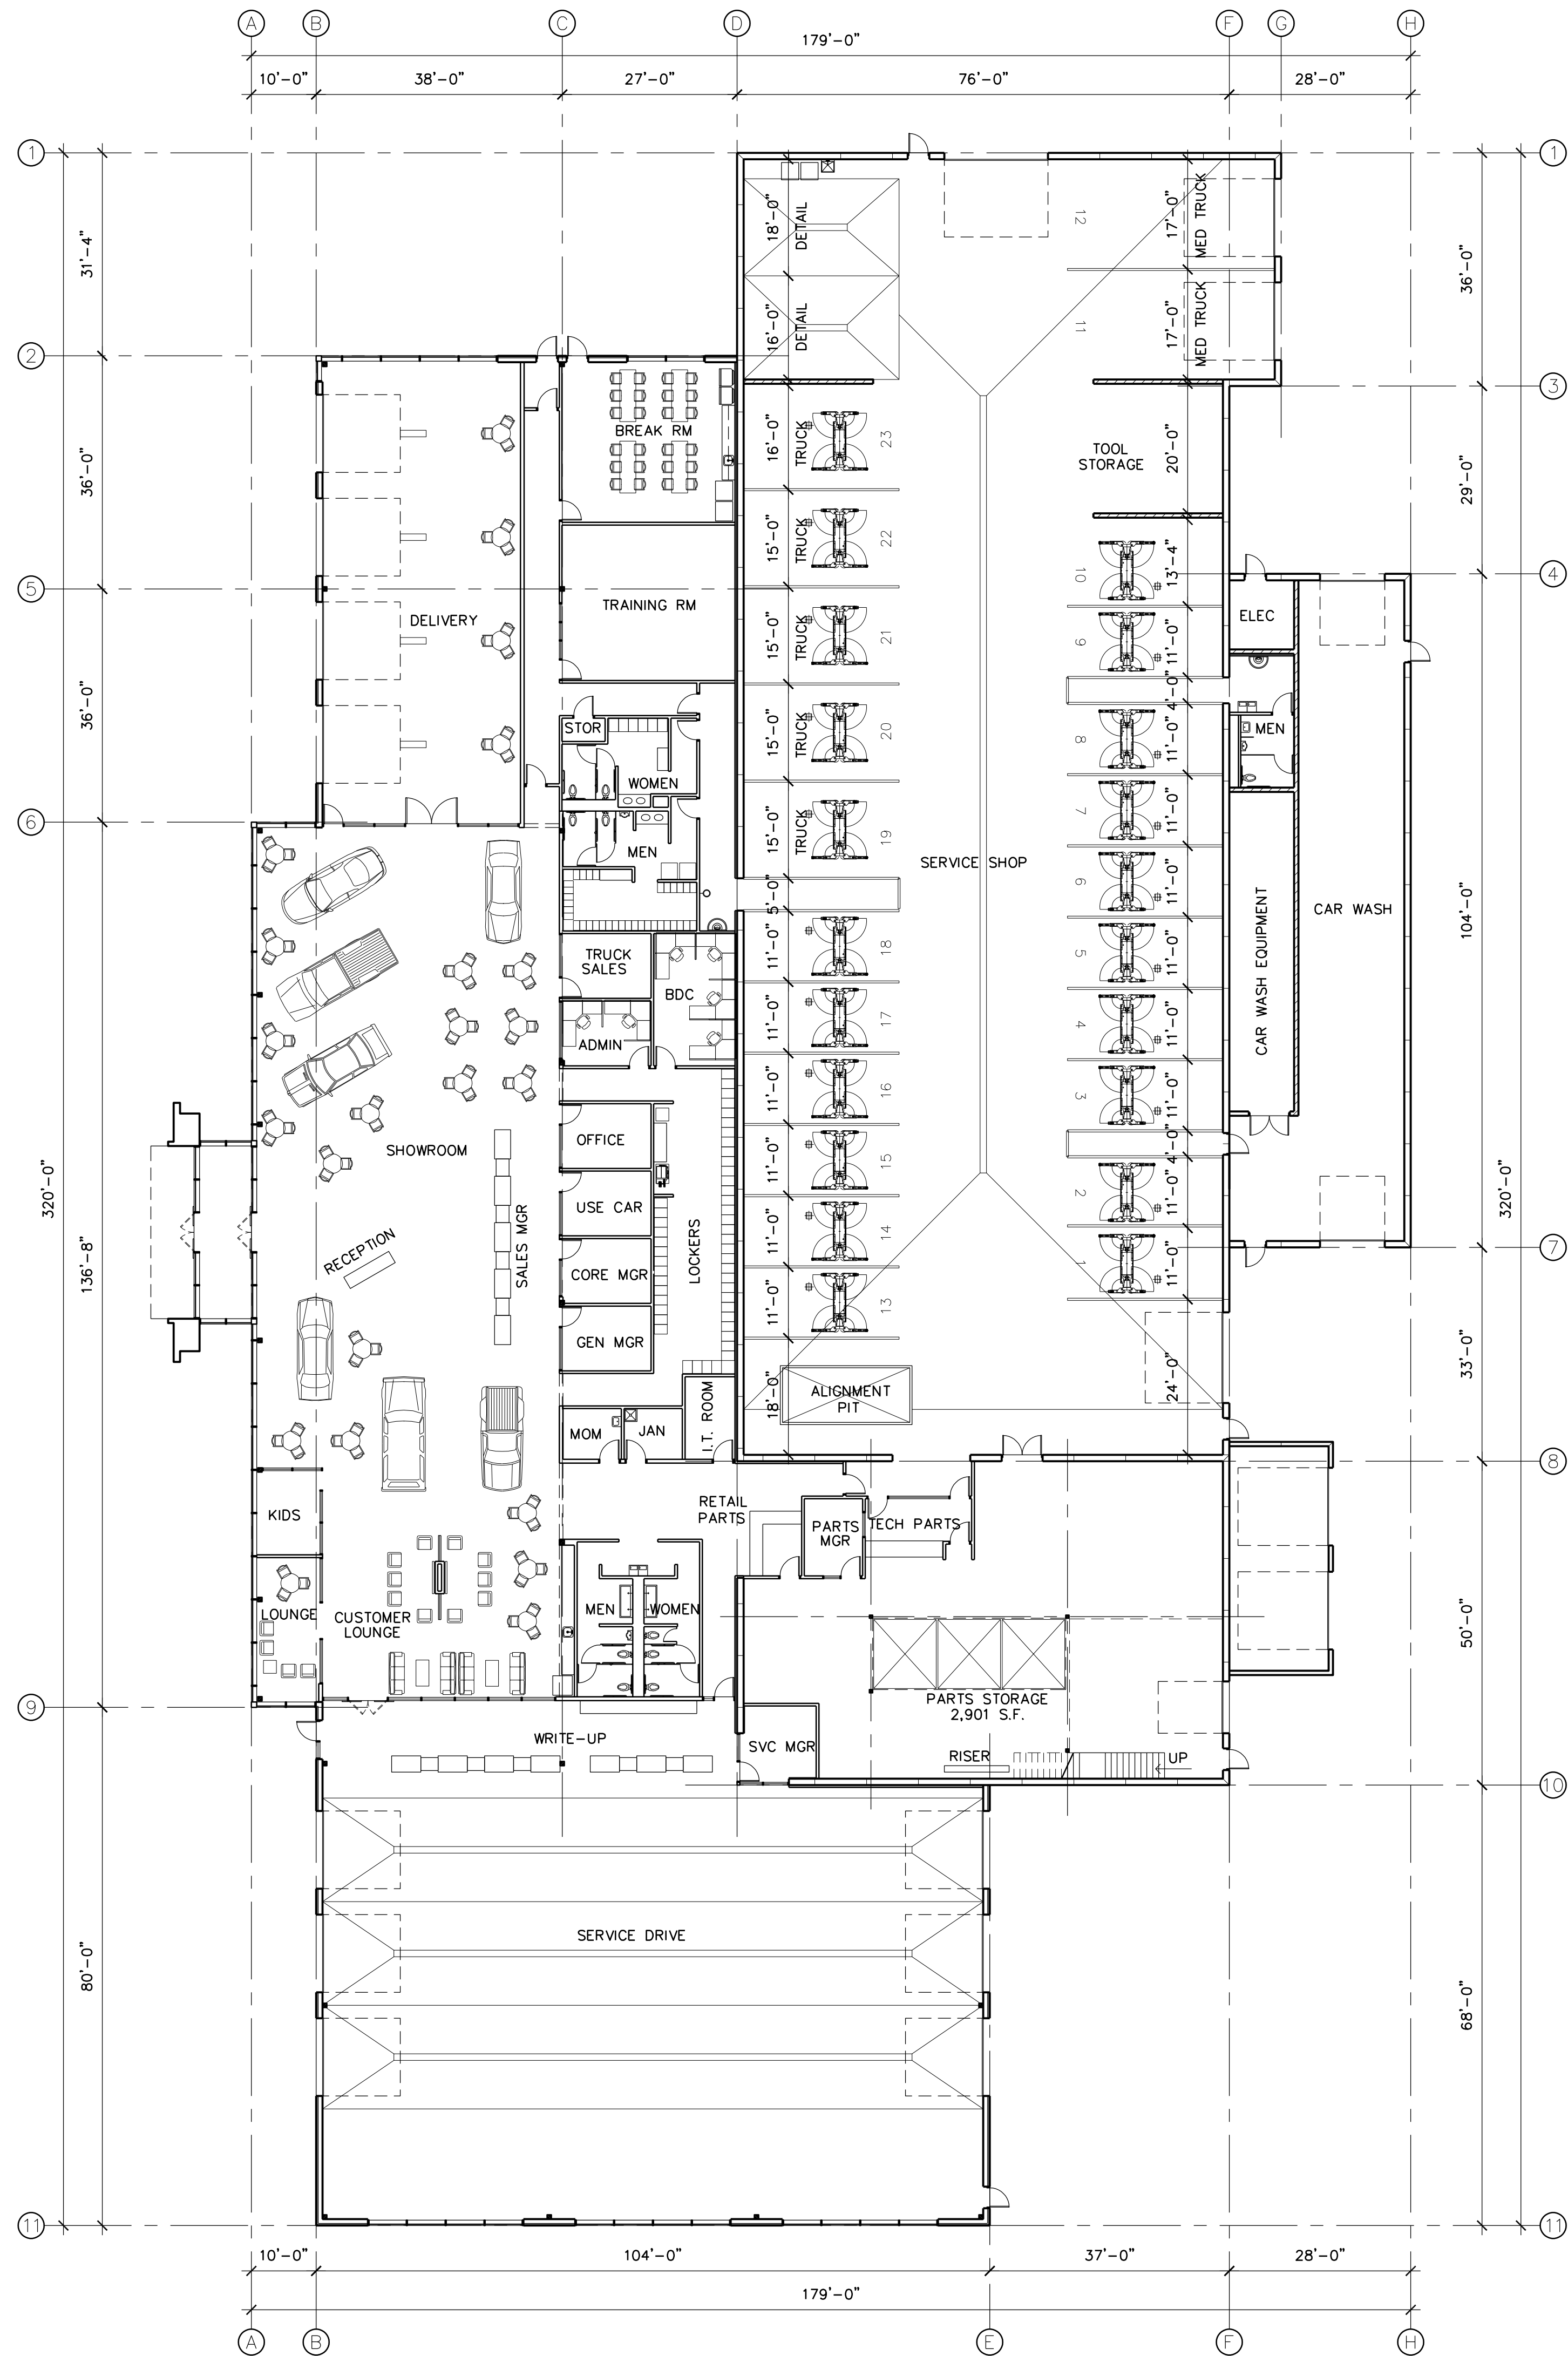 A B C D F G H
179'-0"
10'-0" 38'-0" 27'-0" 76'-0" 28'-0"
1 1
31'-4"
18'-0" DETAIL 12 17'-0" MED TRUCK
36'-0"
16'-0" DETAIL 11 17'-0" MED TRUCK
2
3
36'-0"
BREAK RM
16'-0" TRUCK 23
TOOL
STORAGE
20'-0"
29'-0"
15'-0" TRUCK 22
10 13'-4"
4
5
TRAINING RM
DELIVERY
15'-0" TRUCK 21
9 11'-0"
ELEC
4'-0"
36'-0"
STOR
15'-0" TRUCK 20
8 11'-0"
MEN
WOMEN
7 11'-0"
6
MEN
15'-0" TRUCK 19
SERVICE SHOP
6 11'-0"
5'-0"
CAR WASH EQUIPMENT
CAR WASH
104'-0"
TRUCK
SALES
BDC
11'-0" 18
5 11'-0"
ADMIN
11'-0" 17
4 11'-0"
11'-0" 16
3 11'-0"
SHOWROOM
OFFICE
11'-0" 15
4'-0"
320'-0"
136'-8"
320'-0"
USE CAR
2 11'-0"
RECEPTION
SALES MGR
LOCKERS
11'-0" 14
7
CORE MGR
1 11'-0"
11'-0" 13
GEN MGR
33'-0"
18'-0"
ALIGNMENT
PIT
24'-0"
MOM
JAN
I.T. ROOM
8
RETAIL
PARTS
KIDS
PARTS
MGR
TECH PARTS
LOUNGE
CUSTOMER
LOUNGE
MEN
WOMEN
50'-0"
PARTS STORAGE
2,901 S.F.
9
WRITE-UP
SVC MGR
RISER
UP
10
SERVICE DRIVE
80'-0"
68'-0"
11 11
10'-0" 104'-0" 37'-0" 28'-0"
179'-0"
A B E F H